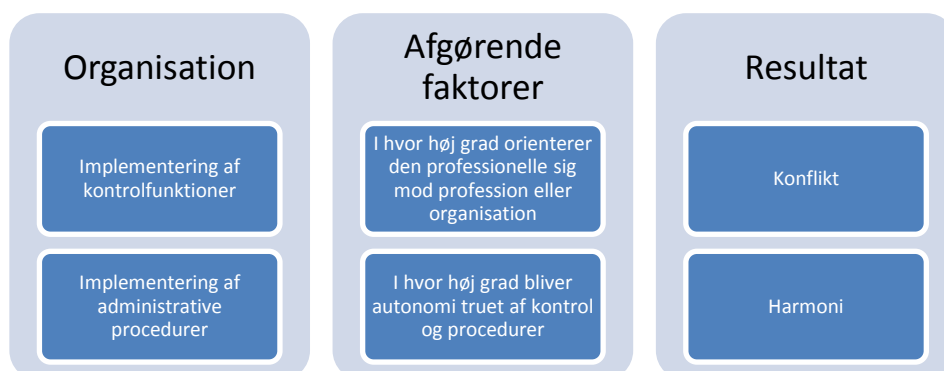 Organisation
Implementering af
kontrolfunktioner
Implementering af
administrative
procedurer
Afgørende
faktorer
I hvor høj grad orienterer
den professionelle sig
mod profession eller
organisation
I hvor høj grad bliver
autonomi truet af kontrol
og procedurer
Resultat
Konflikt
Harmoni